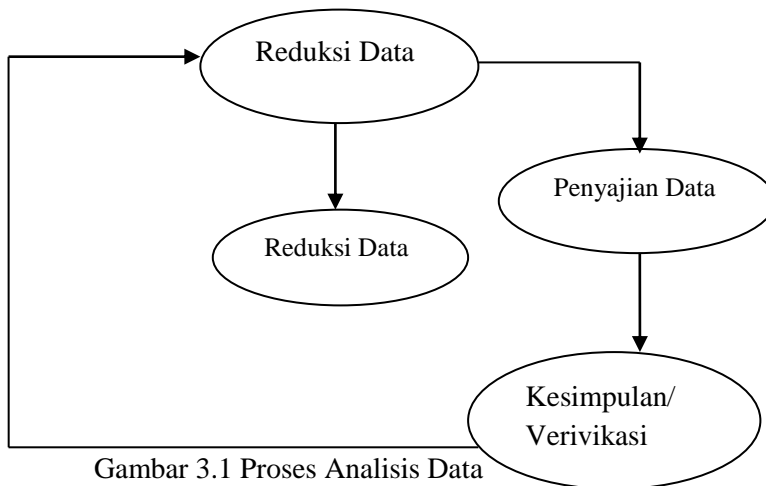 Reduksi Data
Penyajian Data
Reduksi Data
Kesimpulan/
Verivikasi
Gambar 3.1 Proses Analisis Data